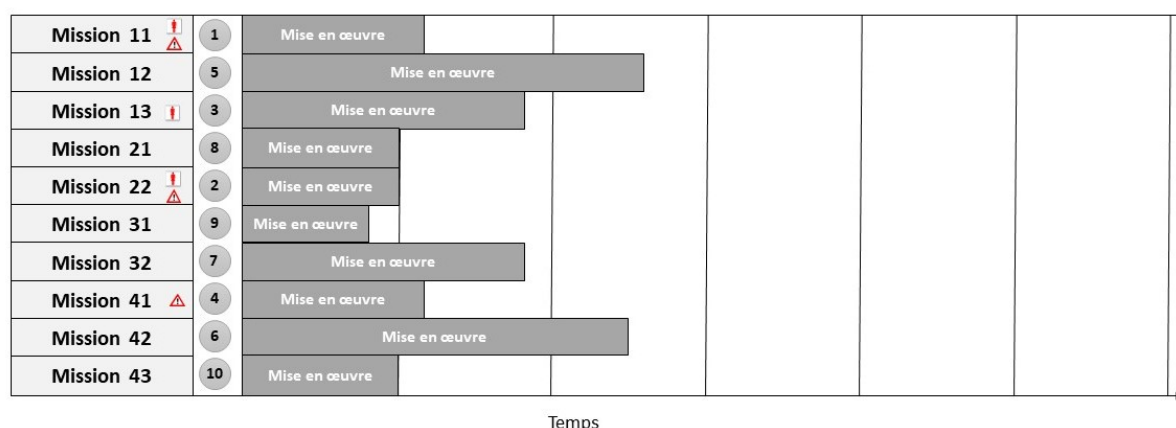 Mission 11 1 Mise en œuvre
Mission 12 5 Mise en œuvre
Mission 13 3 Mise en œuvre
Mission 21 8 Mise en œuvre
Mission 22 2 Mise en œuvre
Mission 31 9 Mise en œuvre
Mission 32 7 Mise en œuvre
Mission 41 4 Mise en œuvre
Mission 42 6 Mise en œuvre
Mission 43 10 Mise en œuvre
Temps